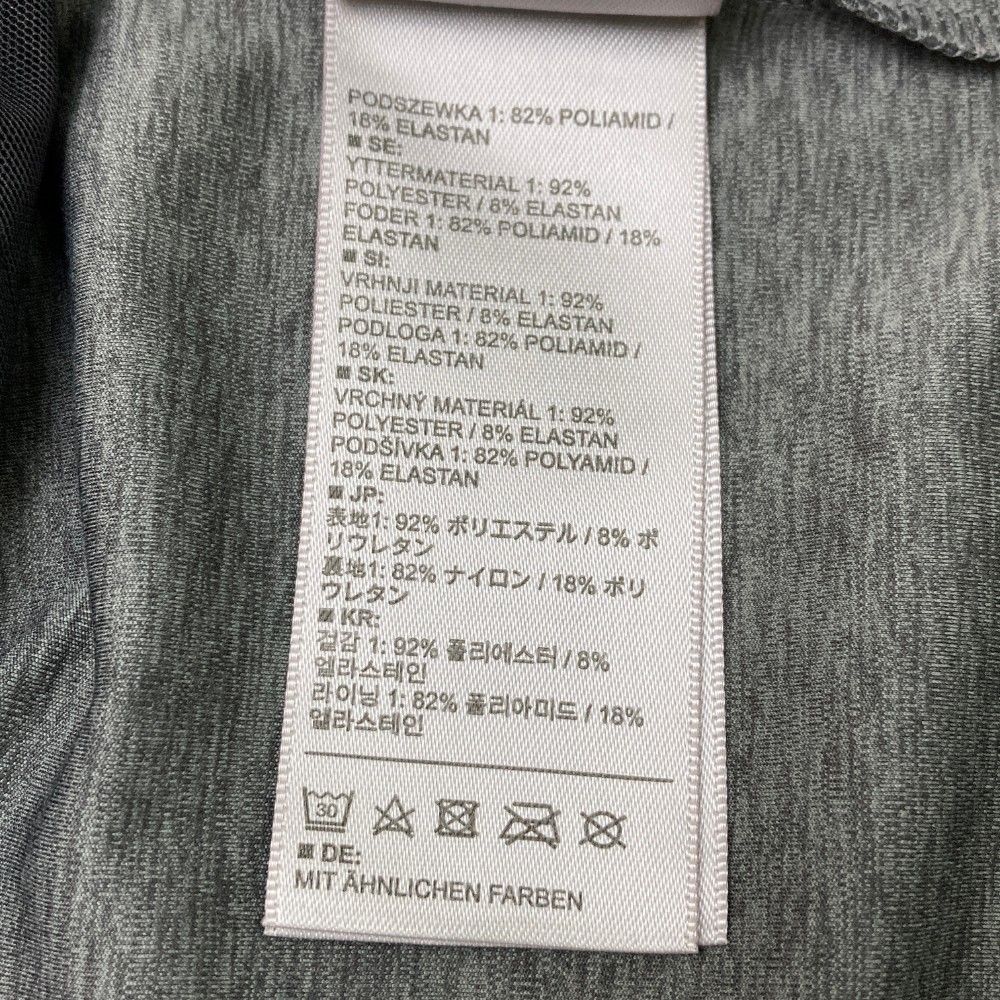 PODSZEWKA 1: 82% POLIAMID /
18% ELASTAN
SE:
YTTERMATERIAL 1: 92%
POLYESTER / 8% ELASTAN
FODER 1: 82% POLIAMID / 18%
ELASTAN
SI:
VRHNJI MATERIAL 1: 92%
POLIESTER / 8% ELASTAN
PODLOGA 1: 82% POLIAMID /
18% ELASTAN
SK:
VRCHNÝ MATERIÁL 1: 92%
POLYESTER / 8% ELASTAN
PODŠÍVKA 1: 82% POLYAMID /
18% ELASTAN
JP:
表地1: 92% ポリエステル / 8% ポ
リウレタン
裏地1: 82% ナイロン / 18% ポリ
ウレタン
KR:
겉감 1: 92% 폴리에스터 / 8%
엘라스테인
라이닝 1: 82% 폴리아미드 / 18%
엘라스테인
30
DE:
MIT ÄHNLICHEN FARBEN